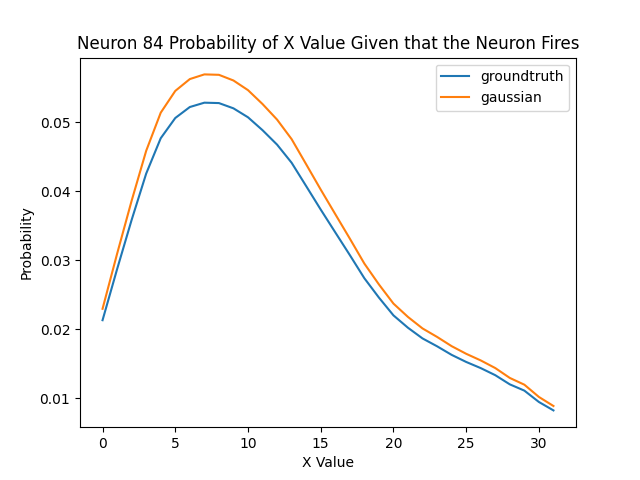 Neuron 84 Probability of X Value Given that the Neuron Fires
groundtruth
gaussian
Probability
0.05
0.04
0.03
0.02
0.01
0 5 10 15 20 25 30
X Value